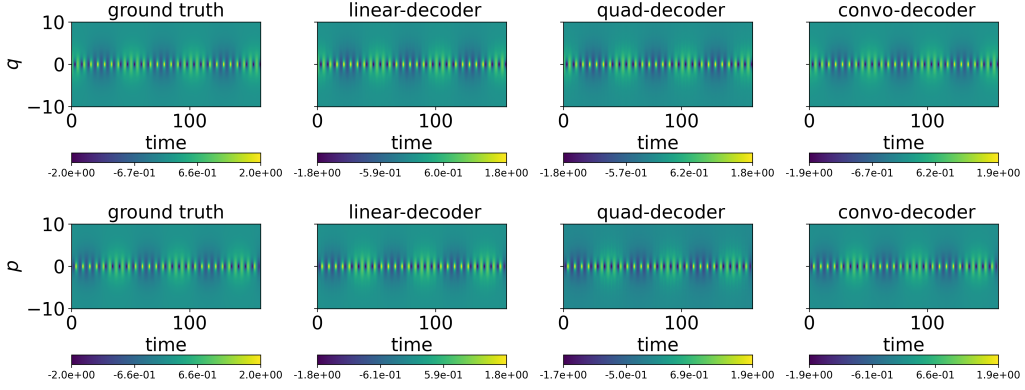 ground truth linear-decoder quad-decoder convo-decoder
10
q 0
−10
0 100 0 100 0 100 0 100
time time time time
-2.0e+00 -6.7e-01 6.6e-01 2.0e+00 -1.8e+00 -5.9e-01 6.0e-01 1.8e+00 -1.8e+00 -5.7e-01 6.2e-01 1.8e+00 -1.9e+00 -6.7e-01 6.2e-01 1.9e+00
ground truth linear-decoder quad-decoder convo-decoder
10
p 0
−10
0 100 0 100 0 100 0 100
time time time time
-2.0e+00 -6.6e-01 6.6e-01 2.0e+00 -1.8e+00 -6.1e-01 5.9e-01 1.8e+00 -1.7e+00 -5.0e-01 6.9e-01 1.9e+00 -1.9e+00 -6.6e-01 6.2e-01 1.9e+00